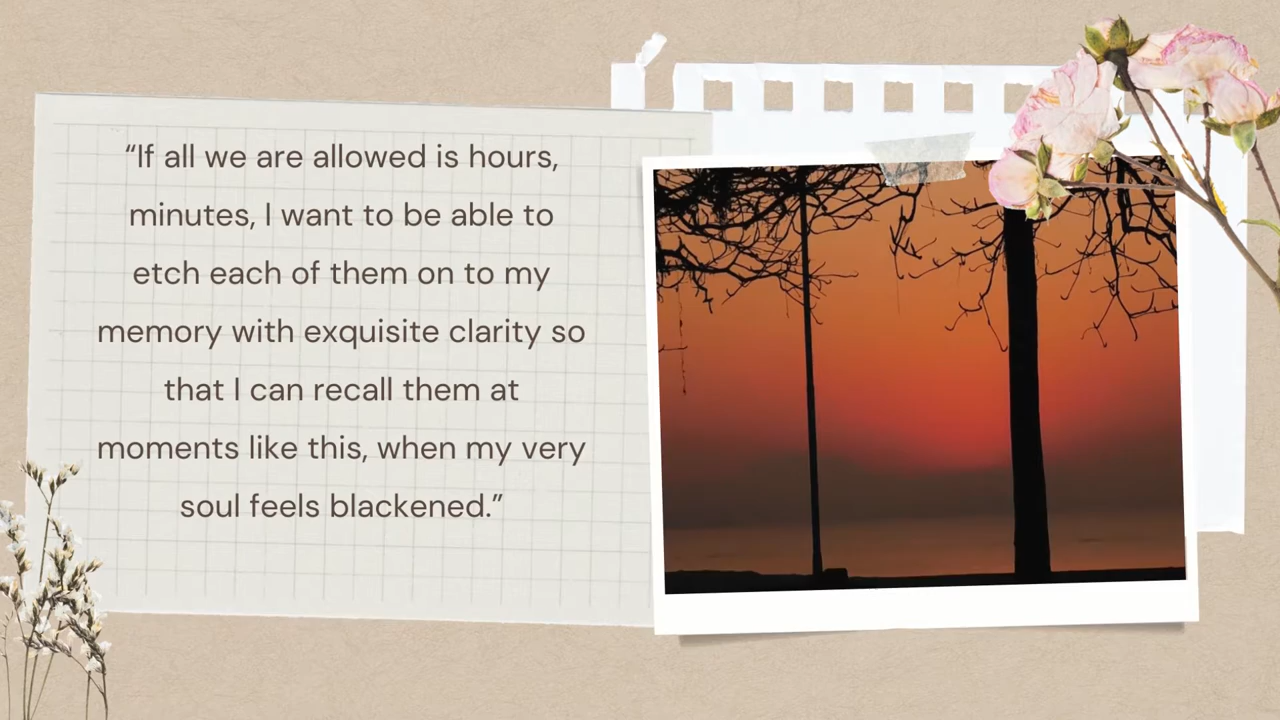 “If all we are allowed is hours,
minutes, I want to be able to
etch each of them on to my
memory with exquisite clarity so
that I can recall them at
moments like this, when my very
soul feels blackened.”